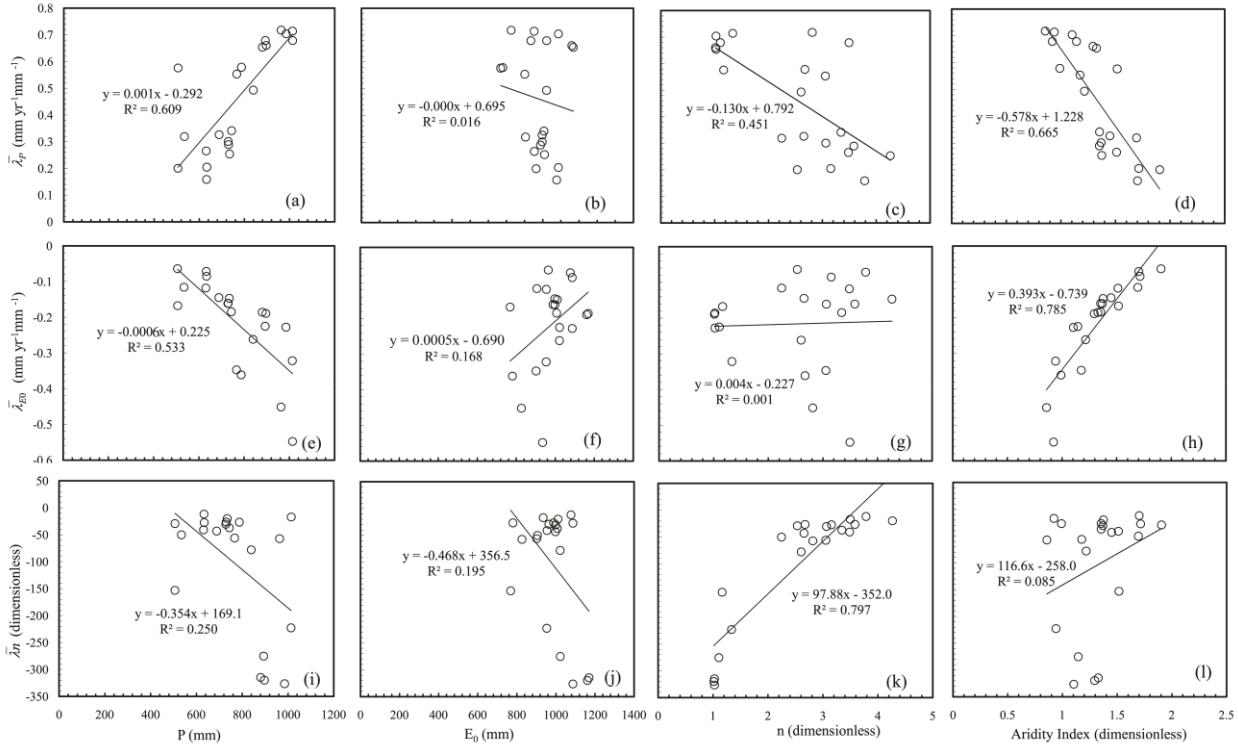 0.8
0.7
0.6
0.5
0.4
0.3
0.2
0.1
0
λ̄P (mm yr⁻¹mm⁻¹)
y = 0.001x - 0.292
R² = 0.609
(a)
y = -0.000x + 0.695
R² = 0.016
(b)
y = -0.130x + 0.792
R² = 0.451
(c)
y = -0.578x + 1.228
R² = 0.665
(d)
0
-0.1
-0.2
-0.3
-0.4
-0.5
-0.6
λ̄E0 (mm yr⁻¹mm⁻¹)
y = -0.0006x + 0.225
R² = 0.533
(e)
y = 0.0005x - 0.690
R² = 0.168
(f)
y = 0.004x - 0.227
R² = 0.001
(g)
y = 0.393x - 0.739
R² = 0.785
(h)
50
0
-50
-100
-150
-200
-250
-300
-350
λ̄n (dimensionless)
y = -0.354x + 169.1
R² = 0.250
(i)
y = -0.468x + 356.5
R² = 0.195
(j)
y = 97.88x - 352.0
R² = 0.797
(k)
y = 116.6x - 258.0
R² = 0.085
(l)
0 200 400 600 800 1000 1200
P (mm)
0 200 400 600 800 1000 1200 1400
E₀ (mm)
0 1 2 3 4 5
n (dimensionless)
0 0.5 1 1.5 2 2.5
Aridity Index (dimensionless)